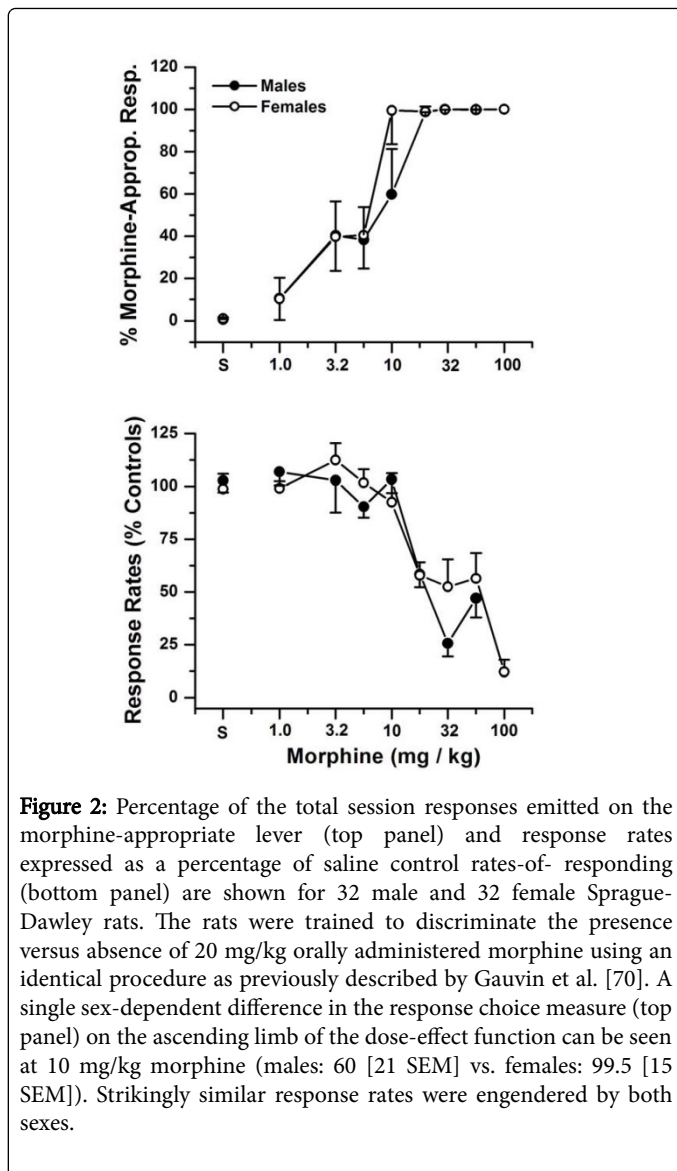 Males
Females
% Morphine-Approp. Resp.
100
80
60
40
20
0
S 1.0 3.2 10 32 100
Response Rates (% Controls)
125
100
75
50
25
0
S 1.0 3.2 10 32 100
Morphine (mg / kg)
Figure 2: Percentage of the total session responses emitted on the
morphine-appropriate lever (top panel) and response rates
expressed as a percentage of saline control rates-of- responding
(bottom panel) are shown for 32 male and 32 female Sprague-
Dawley rats. The rats were trained to discriminate the presence
versus absence of 20 mg/kg orally administered morphine using an
identical procedure as previously described by Gauvin et al. [70]. A
single sex-dependent difference in the response choice measure (top
panel) on the ascending limb of the dose-effect function can be seen
at 10 mg/kg morphine (males: 60 [21 SEM] vs. females: 99.5 [15
SEM]). Strikingly similar response rates were engendered by both
sexes.